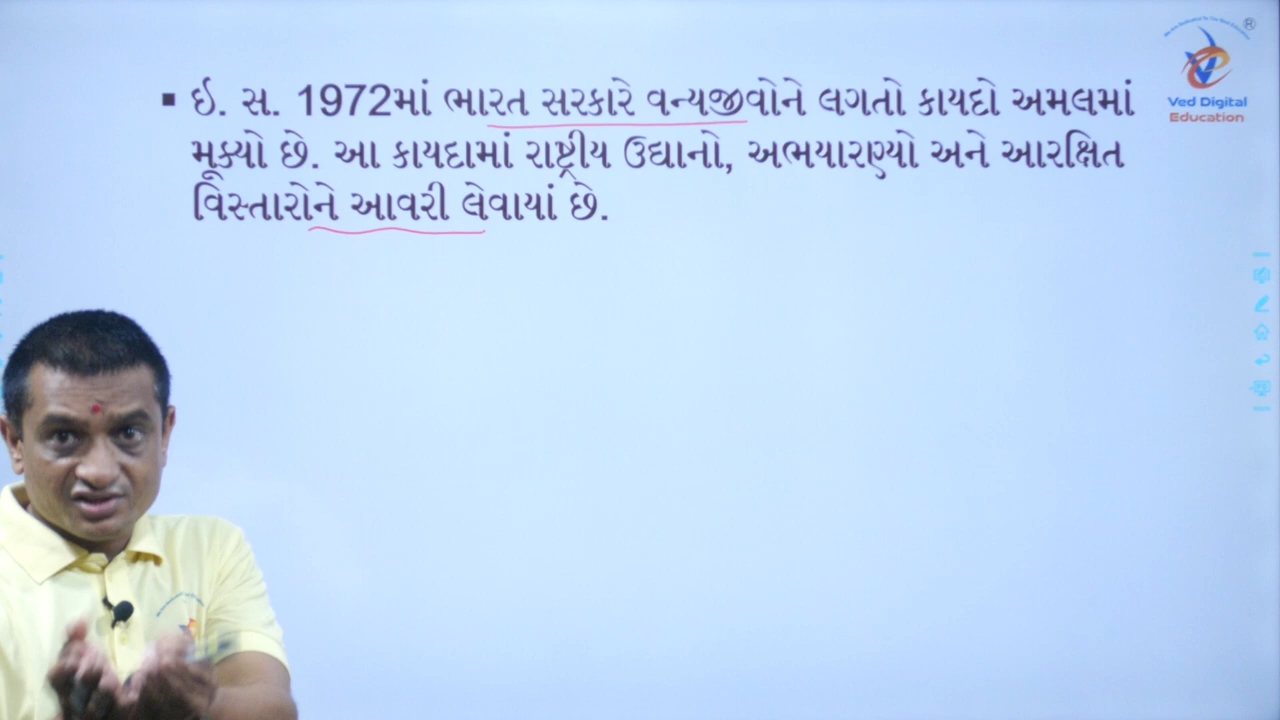 ▪ ઇ. સ. 1972માં ભારત સરકારે વન્યજીવોને લગતો કાયદો અમલમાં
મૂક્યો છે. આ કાયદામાં રાષ્ટ્રીય ઉદ્યાનો, અભયારણ્યો અને આરક્ષિત
વિસ્તારોને આવરી લેવાયાં છે.
Ved Digital
Education